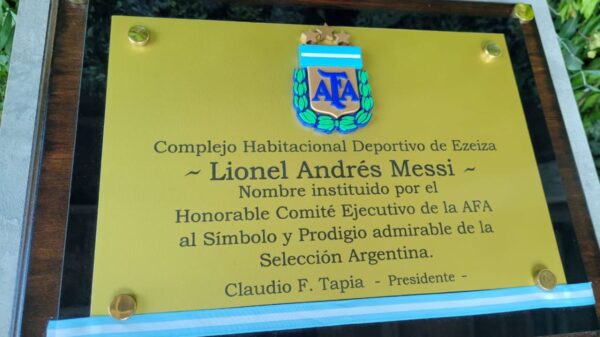 AFA
Complejo Habitacional Deportivo de Ezeiza
~ Lionel Andrés Messi ~
Nombre instituido por el
Honorable Comité Ejecutivo de la AFA
al Símbolo y Prodigio admirable de la
Selección Argentina.
Claudio F. Tapia - Presidente -